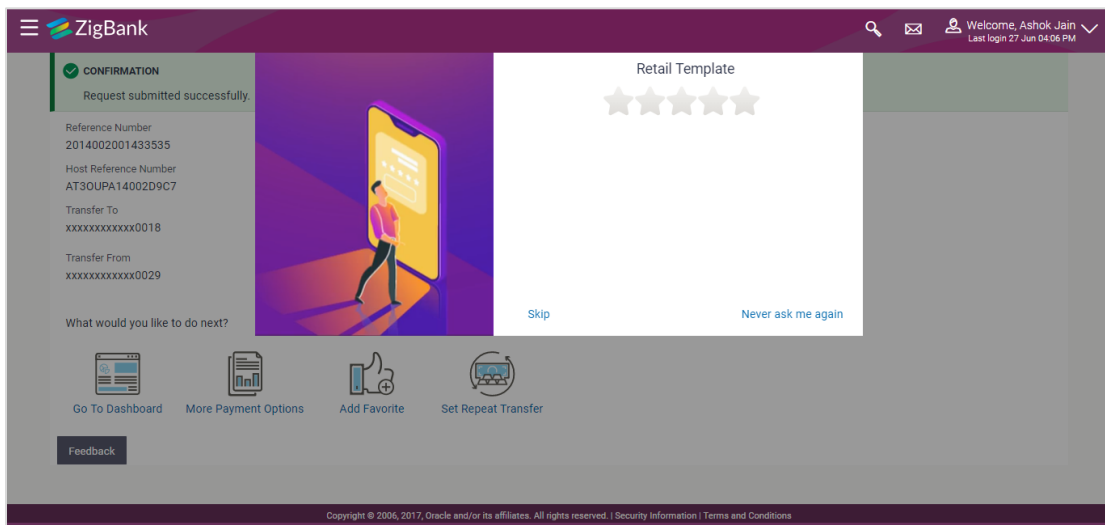 ZigBank
Welcome, Ashok Jain
Last login 27 Jun 04:06 PM
CONFIRMATION
Request submitted successfully.
Reference Number
2014002001433535
Host Reference Number
AT3OUPA14002D9C7
Transfer To
xxxxxxxxxxxx0018
Transfer From
xxxxxxxxxxxx0029
What would you like to do next?
Retail Template
Skip
Never ask me again
Go To Dashboard
More Payment Options
Add Favorite
Set Repeat Transfer
Feedback
Copyright © 2006, 2017, Oracle and/or its affiliates. All rights reserved. | Security Information | Terms and Conditions